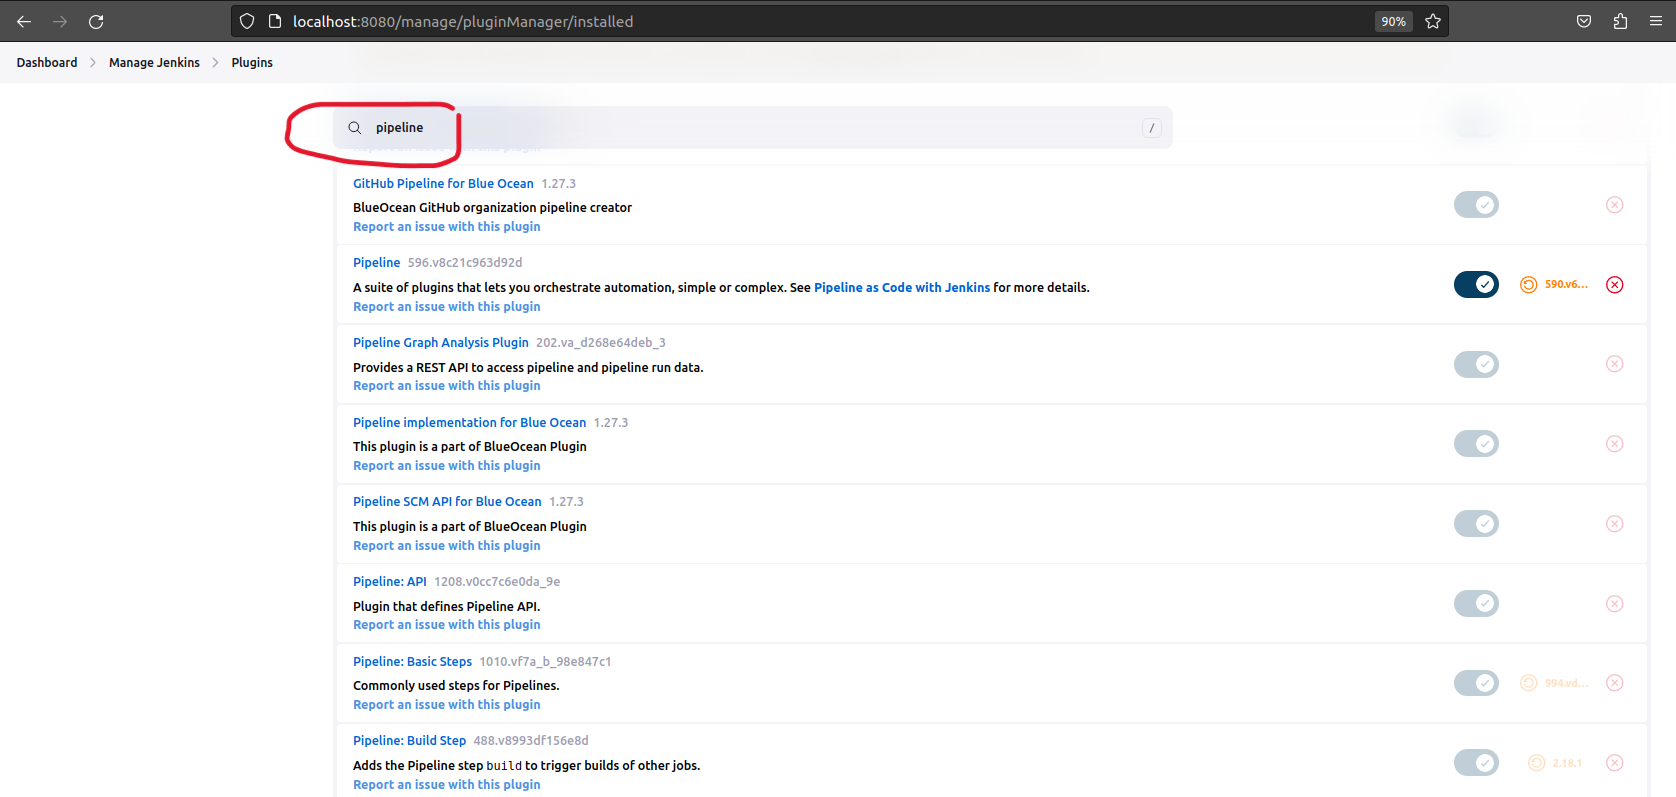 localhost:8080/manage/pluginManager/installed 90%
Dashboard > Manage Jenkins > Plugins
pipeline /
Report an issue with this plugin
GitHub Pipeline for Blue Ocean 1.27.3
BlueOcean GitHub organization pipeline creator
Report an issue with this plugin
Pipeline 596.v8c21c963d92d
A suite of plugins that lets you orchestrate automation, simple or complex. See Pipeline as Code with Jenkins for more details. 590.v6...
Report an issue with this plugin
Pipeline Graph Analysis Plugin 202.va_d268e64deb_3
Provides a REST API to access pipeline and pipeline run data.
Report an issue with this plugin
Pipeline implementation for Blue Ocean 1.27.3
This plugin is a part of BlueOcean Plugin
Report an issue with this plugin
Pipeline SCM API for Blue Ocean 1.27.3
This plugin is a part of BlueOcean Plugin
Report an issue with this plugin
Pipeline: API 1208.v0cc7c6e0da_9e
Plugin that defines Pipeline API.
Report an issue with this plugin
Pipeline: Basic Steps 1010.vf7a_b_98e847c1
Commonly used steps for Pipelines. 994.vd...
Report an issue with this plugin
Pipeline: Build Step 488.v8993df156e8d
Adds the Pipeline step build to trigger builds of other jobs. 2.18.1
Report an issue with this plugin